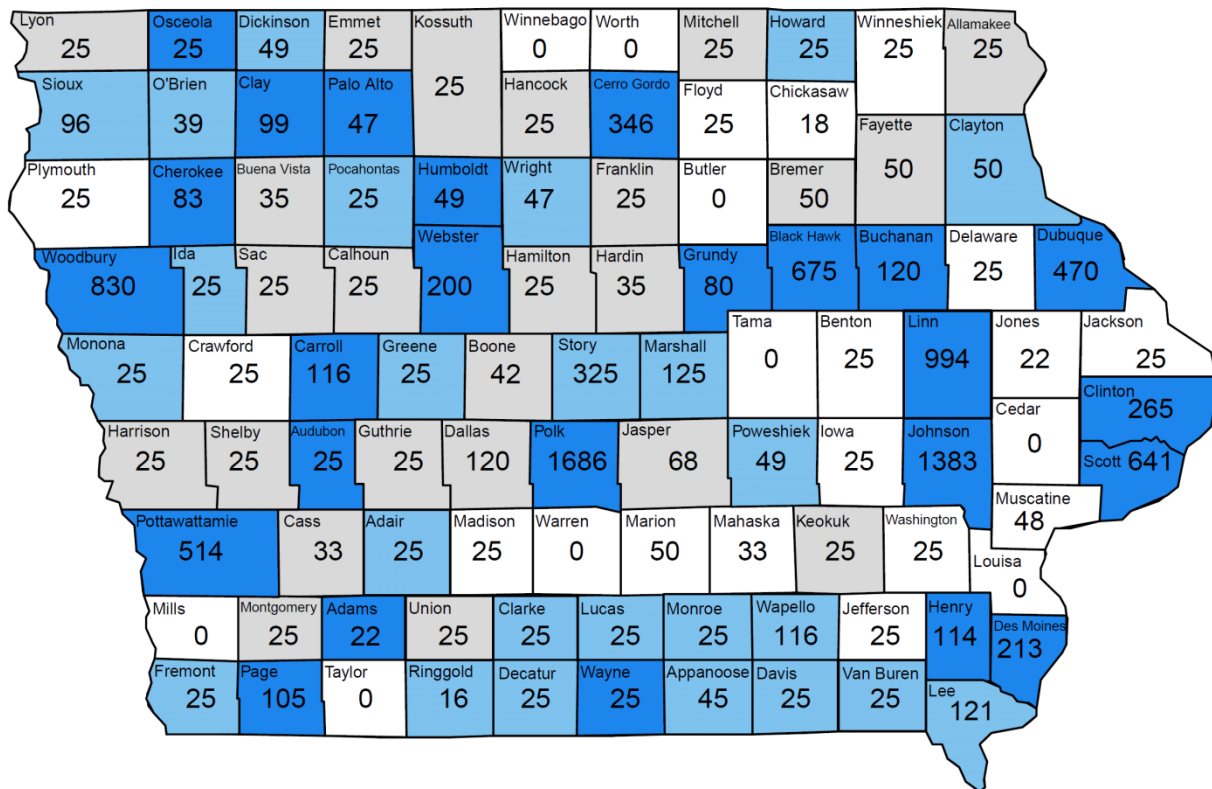 Lyon
25
Osceola
25
Dickinson
49
Emmet
25
Kossuth
25
Winnebago
0
Worth
0
Mitchell
25
Howard
25
Winneshiek
25
Allamakee
25
Sioux
96
O'Brien
39
Clay
99
Palo Alto
47
Hancock
25
Cerro Gordo
346
Floyd
25
Chickasaw
18
Fayette
50
Clayton
50
Plymouth
25
Cherokee
83
Buena Vista
35
Pocahontas
25
Humboldt
49
Wright
47
Franklin
25
Butler
0
Bremer
50
Woodbury
830
Ida
25
Sac
25
Calhoun
25
Webster
200
Hamilton
25
Hardin
35
Grundy
80
Black Hawk
675
Buchanan
120
Delaware
25
Dubuque
470
Monona
25
Crawford
25
Carroll
116
Greene
25
Boone
42
Story
325
Marshall
125
Tama
0
Benton
25
Linn
994
Jones
22
Jackson
25
Clinton
265
Harrison
25
Shelby
25
Audubon
25
Guthrie
25
Dallas
120
Polk
1686
Jasper
68
Poweshiek
49
Iowa
25
Johnson
1383
Cedar
0
Scott 641
Muscatine
48
Pottawattamie
514
Cass
33
Adair
25
Madison
25
Warren
0
Marion
50
Mahaska
33
Keokuk
25
Washington
25
Louisa
0
Mills
0
Montgomery
25
Adams
22
Union
25
Clarke
25
Lucas
25
Monroe
25
Wapello
116
Jefferson
25
Henry
114
Des Moines
213
Fremont
25
Page
105
Taylor
0
Ringgold
16
Decatur
25
Wayne
25
Appanoose
45
Davis
25
Van Buren
25
Lee
121